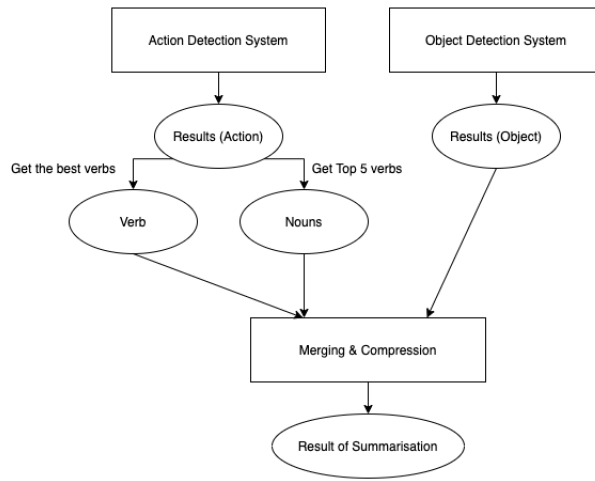 Action Detection System
Object Detection System
Results (Action)
Results (Object)
Get the best verbs
Get Top 5 verbs
Verb
Nouns
Merging & Compression
Result of Summarisation